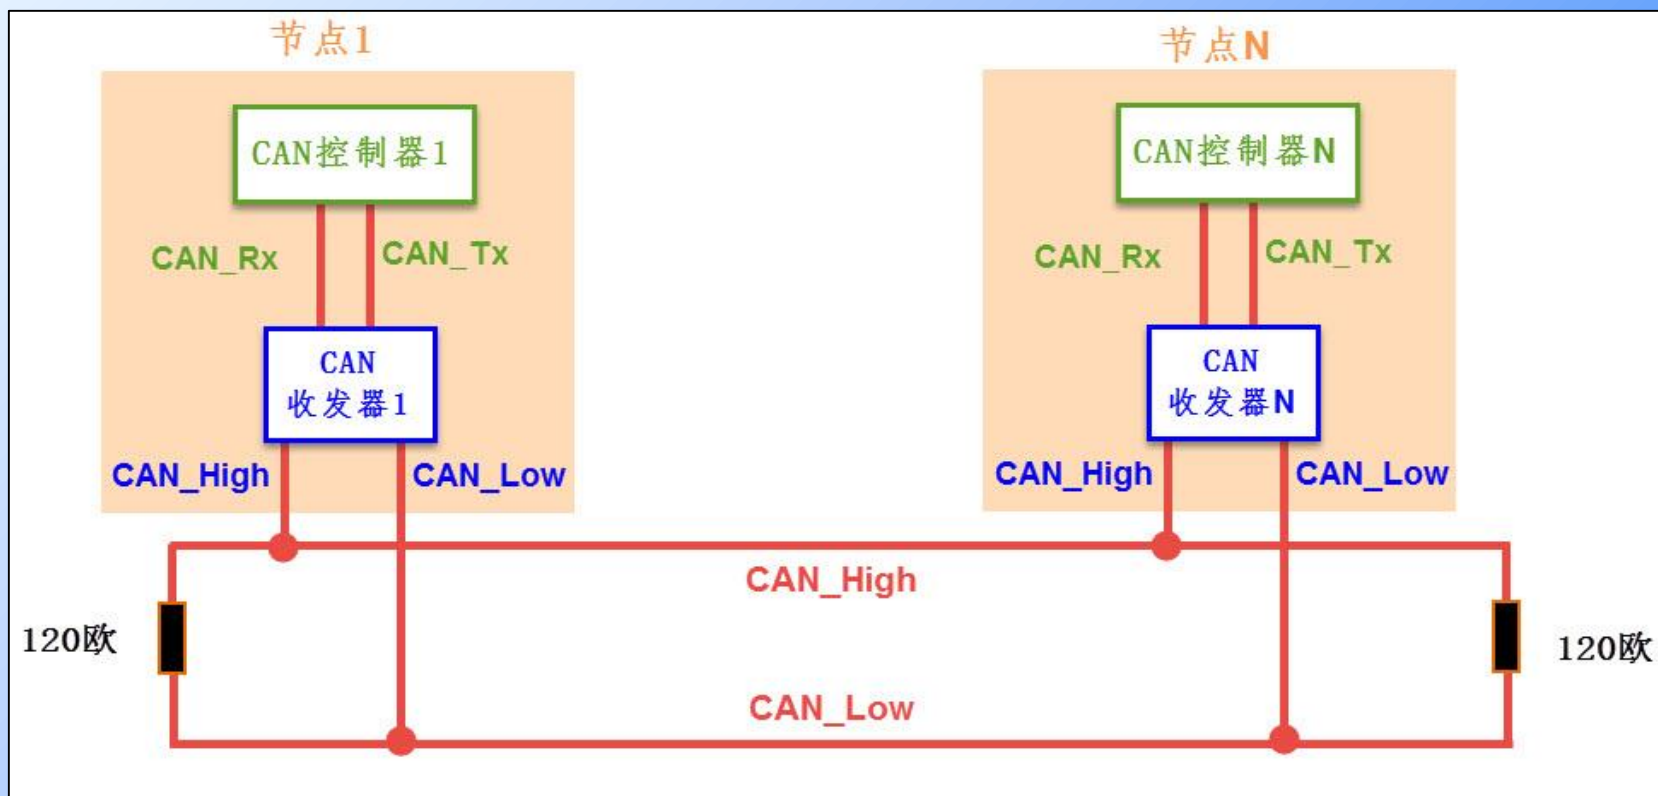 节点1
节点N
CAN控制器1
CAN控制器N
CAN_Rx
CAN_Tx
CAN_Rx
CAN_Tx
CAN
收发器1
CAN
收发器N
CAN_High
CAN_Low
CAN_High
CAN_Low
CAN_High
120欧
120欧
CAN_Low